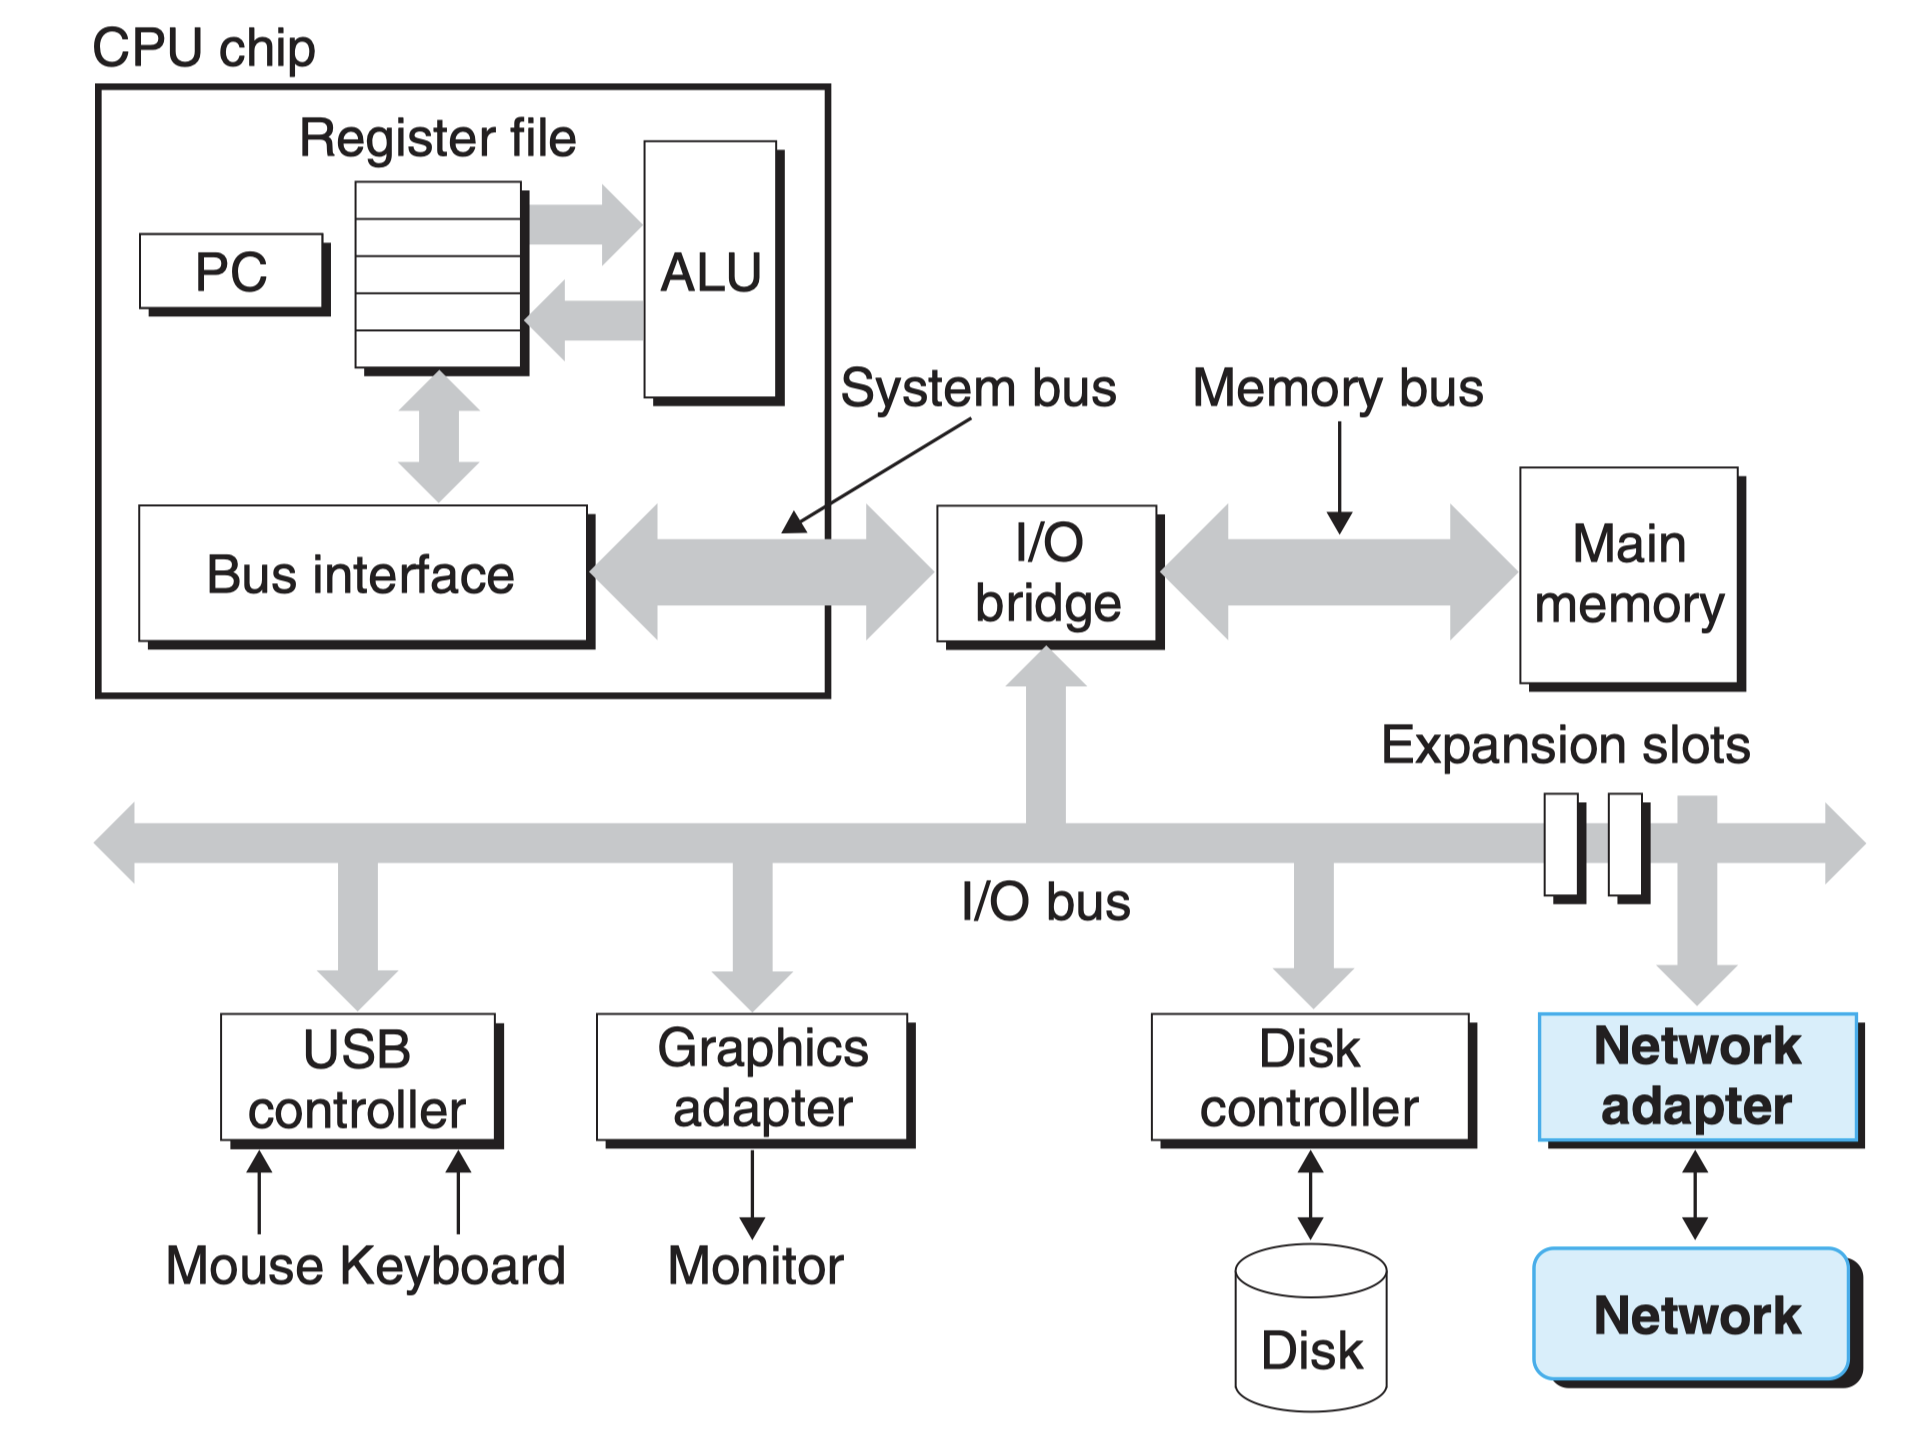 CPU chip
Register file
PC
ALU
System bus
Memory bus
Bus interface
I/O
bridge
Main
memory
Expansion slots
I/O bus
USB
controller
Graphics
adapter
Disk
controller
Network
adapter
Mouse Keyboard
Monitor
Disk
Network